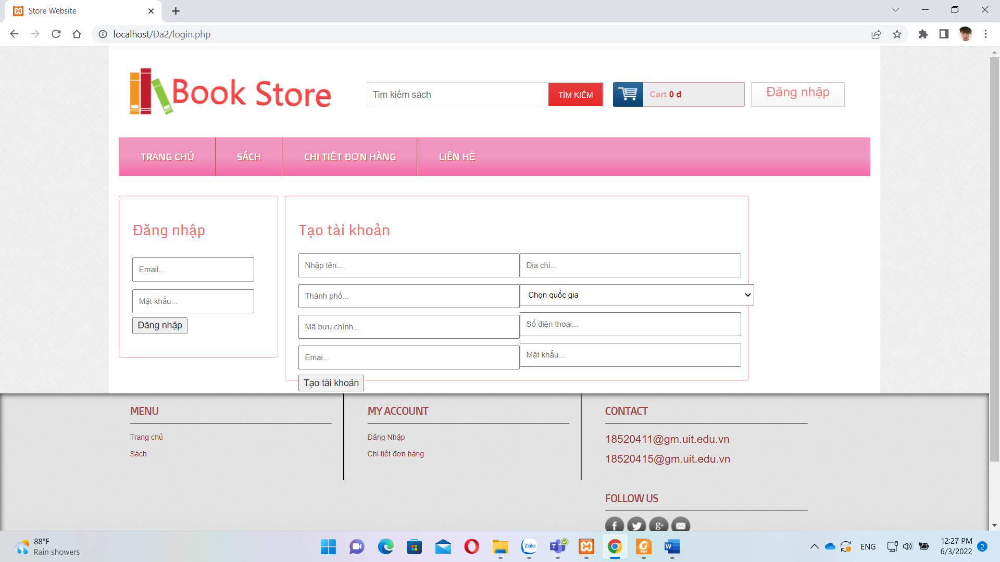 Store Website
localhost/Da2/login.php
Book Store
Tìm kiếm sách
TÌM KIẾM
Cart 0 đ
Đăng nhập
TRANG CHỦ
SÁCH
CHI TIẾT ĐƠN HÀNG
LIÊN HỆ
Đăng nhập
Email...
Mật khẩu...
Đăng nhập
Tạo tài khoản
Nhập tên...
Địa chỉ...
Thành phố...
Chọn quốc gia
Mã bưu chính...
Số điện thoại...
Emai...
Mật khẩu...
Tạo tài khoản
MENU
Trang chủ
Sách
MY ACCOUNT
Đăng Nhập
Chi tiết đơn hàng
CONTACT
18520411@gm.uit.edu.vn
18520415@gm.uit.edu.vn
FOLLOW US
f
g+
88°F
Rain showers
Zalo
T
PDF
W
ENG
12:27 PM
6/3/2022
2